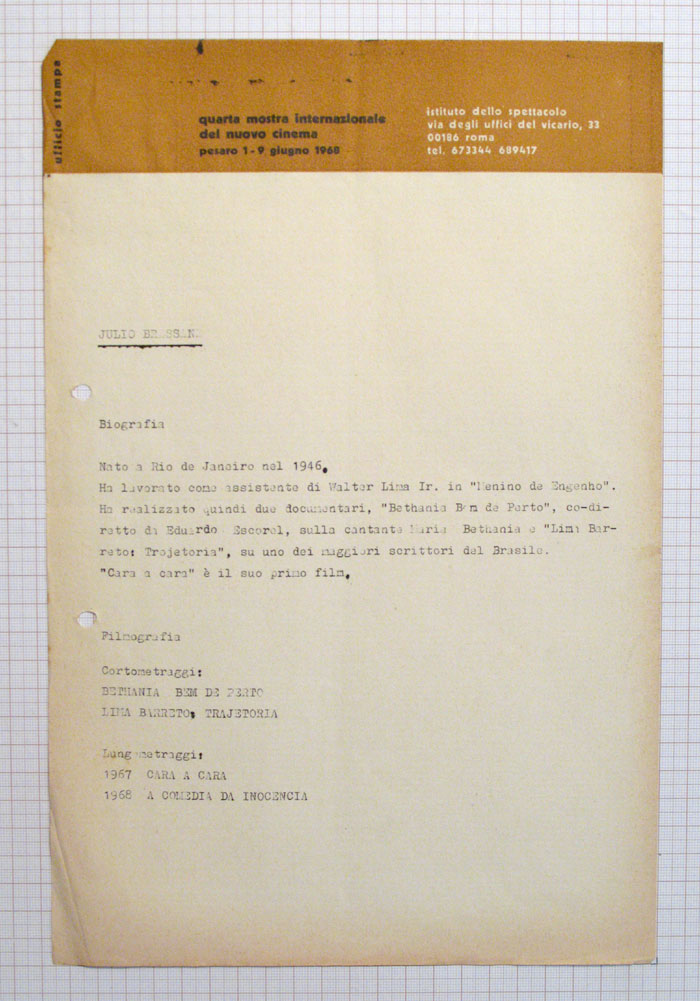 ufficio stampa
quarta mostra internazionale
del nuovo cinema
pesaro 1-9 giugno 1968
istituto dello spettacolo
via degli uffici del vicario, 33
00186 roma
tel. 673344 689417
JULIO BRESSANE
Biografia
Nato a Rio de Janeiro nel 1946.
Ha lavorato come assistente di Walter Lima Ir. in "Menino de Engenho".
Ha realizzato quindi due documentari, "Bethania Bem de Perto", co-di-
retto da Eduardo Escorel, sulla cantante Maria Bethania e "Lima Bar-
reto: Trajetoria", su uno dei maggiori scrittori del Brasile.
"Cara a cara" è il suo primo film.
Filmografia
Cortometraggi:
BETHANIA BEM DE PERTO
LIMA BARRETO: TRAJETORIA
Lungometraggi:
1967 CARA A CARA
1968 A COMEDIA DA INOCENCIA